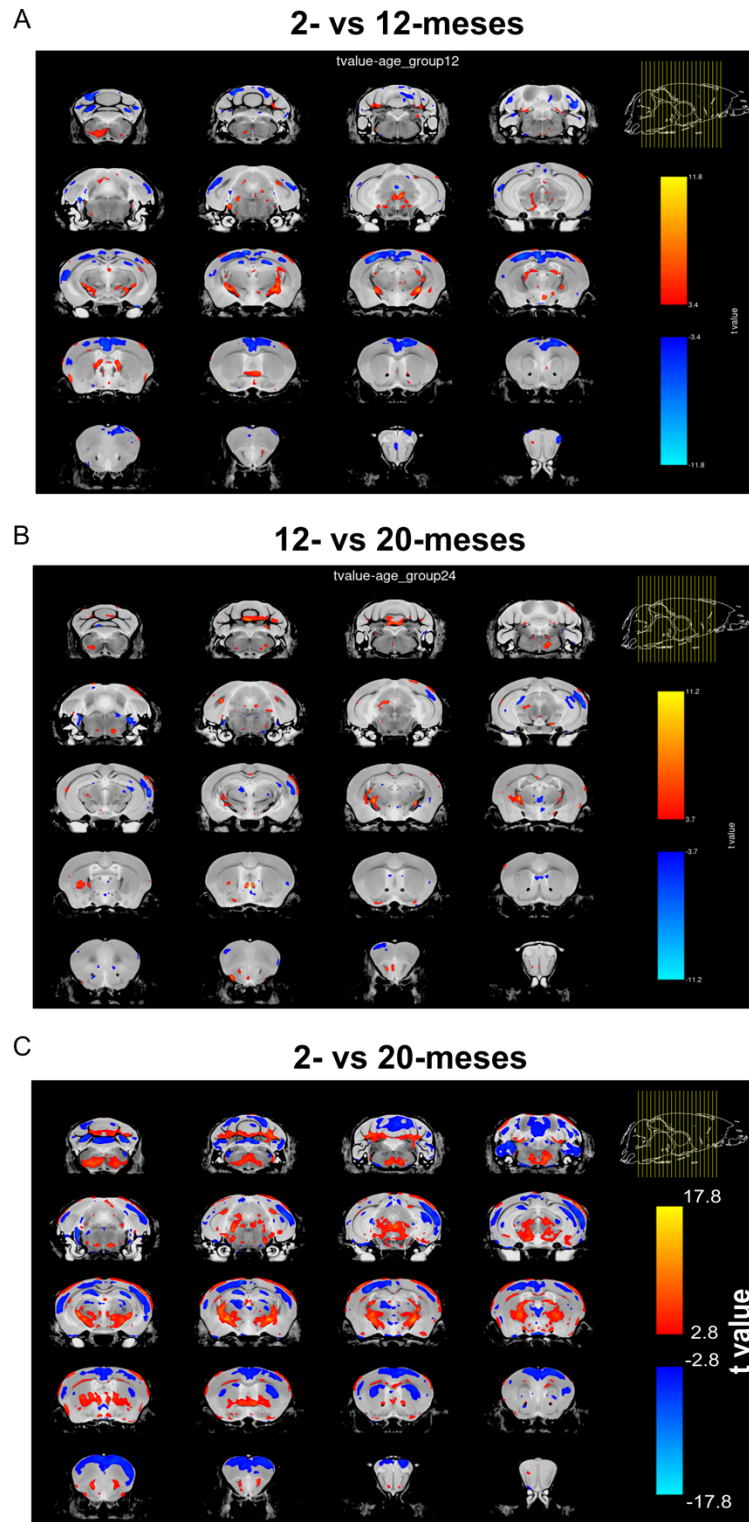 A
2- vs 12-meses
tvalue-age_group12
11.8
3.4
t value
-3.4
-11.8
B
12- vs 20-meses
tvalue-age_group24
11.2
3.7
t value
-3.7
-11.2
C
2- vs 20-meses
17.8
2.8
t value
-2.8
-17.8